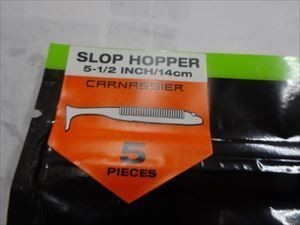 SLOP HOPPER
5-1/2 INCH/14cm
CARNASSIER
5
PIECES